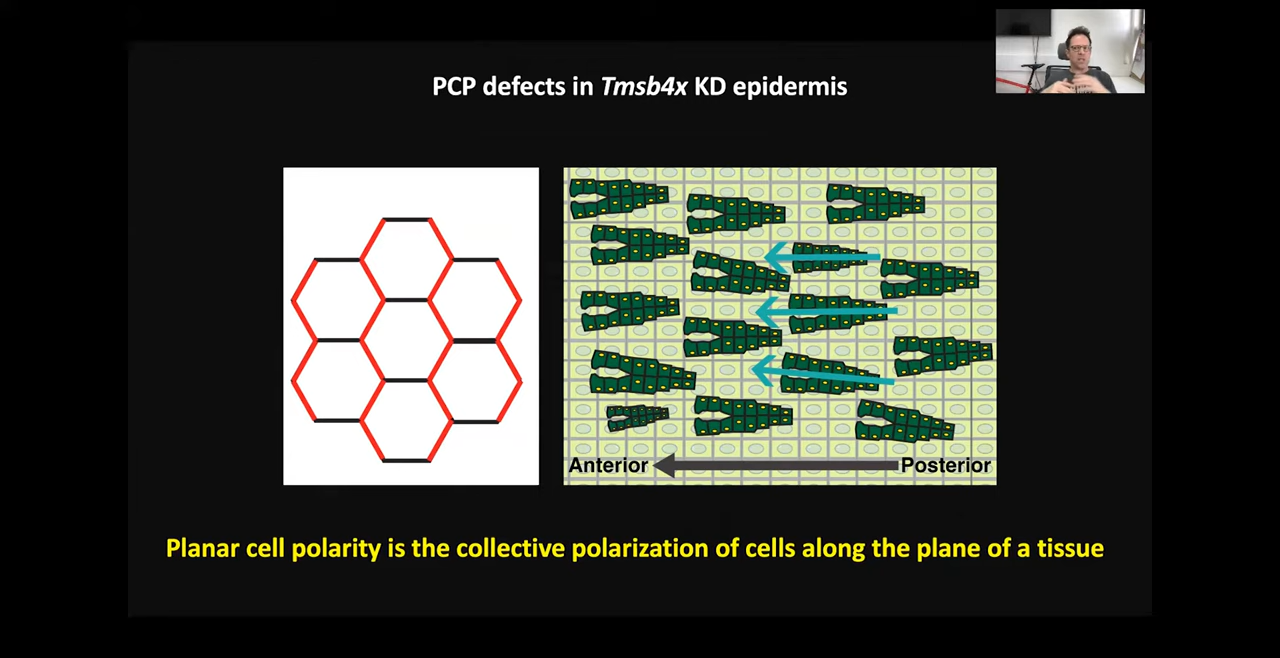 PCP defects in Tmsb4x KD epidermis
Anterior
Posterior
Planar cell polarity is the collective polarization of cells along the plane of a tissue